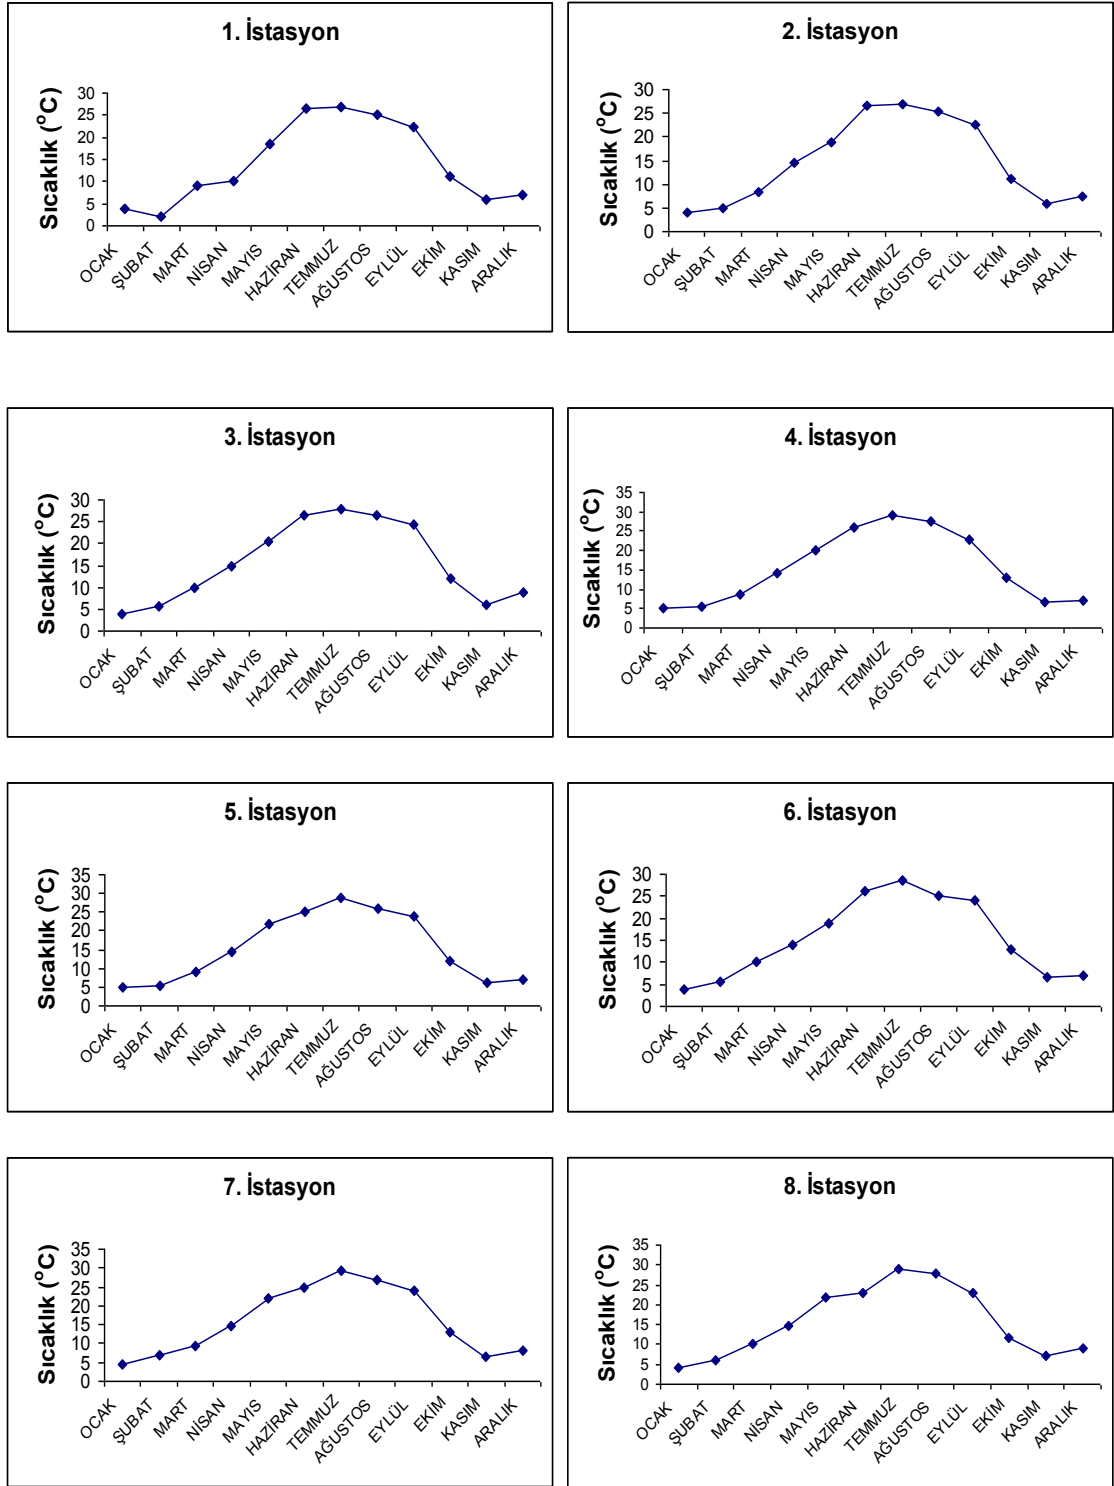 1. İstasyon
Sıcaklık (°C)
30
25
20
15
10
5
0
OCAK
ŞUBAT
MART
NİSAN
MAYIS
HAZİRAN
TEMMUZ
AĞUSTOS
EYLÜL
EKİM
KASIM
ARALIK
2. İstasyon
Sıcaklık (°C)
30
25
20
15
10
5
0
OCAK
ŞUBAT
MART
NİSAN
MAYIS
HAZİRAN
TEMMUZ
AĞUSTOS
EYLÜL
EKİM
KASIM
ARALIK
3. İstasyon
Sıcaklık (°C)
30
25
20
15
10
5
0
OCAK
ŞUBAT
MART
NİSAN
MAYIS
HAZİRAN
TEMMUZ
AĞUSTOS
EYLÜL
EKİM
KASIM
ARALIK
4. İstasyon
Sıcaklık (°C)
35
30
25
20
15
10
5
0
OCAK
ŞUBAT
MART
NİSAN
MAYIS
HAZİRAN
TEMMUZ
AĞUSTOS
EYLÜL
EKİM
KASIM
ARALIK
5. İstasyon
Sıcaklık (°C)
35
30
25
20
15
10
5
0
OCAK
ŞUBAT
MART
NİSAN
MAYIS
HAZİRAN
TEMMUZ
AĞUSTOS
EYLÜL
EKİM
KASIM
ARALIK
6. İstasyon
Sıcaklık (°C)
30
25
20
15
10
5
0
OCAK
ŞUBAT
MART
NİSAN
MAYIS
HAZİRAN
TEMMUZ
AĞUSTOS
EYLÜL
EKİM
KASIM
ARALIK
7. İstasyon
Sıcaklık (°C)
35
30
25
20
15
10
5
0
OCAK
ŞUBAT
MART
NİSAN
MAYIS
HAZİRAN
TEMMUZ
AĞUSTOS
EYLÜL
EKİM
KASIM
ARALIK
8. İstasyon
Sıcaklık (°C)
35
30
25
20
15
10
5
0
OCAK
ŞUBAT
MART
NİSAN
MAYIS
HAZİRAN
TEMMUZ
AĞUSTOS
EYLÜL
EKİM
KASIM
ARALIK